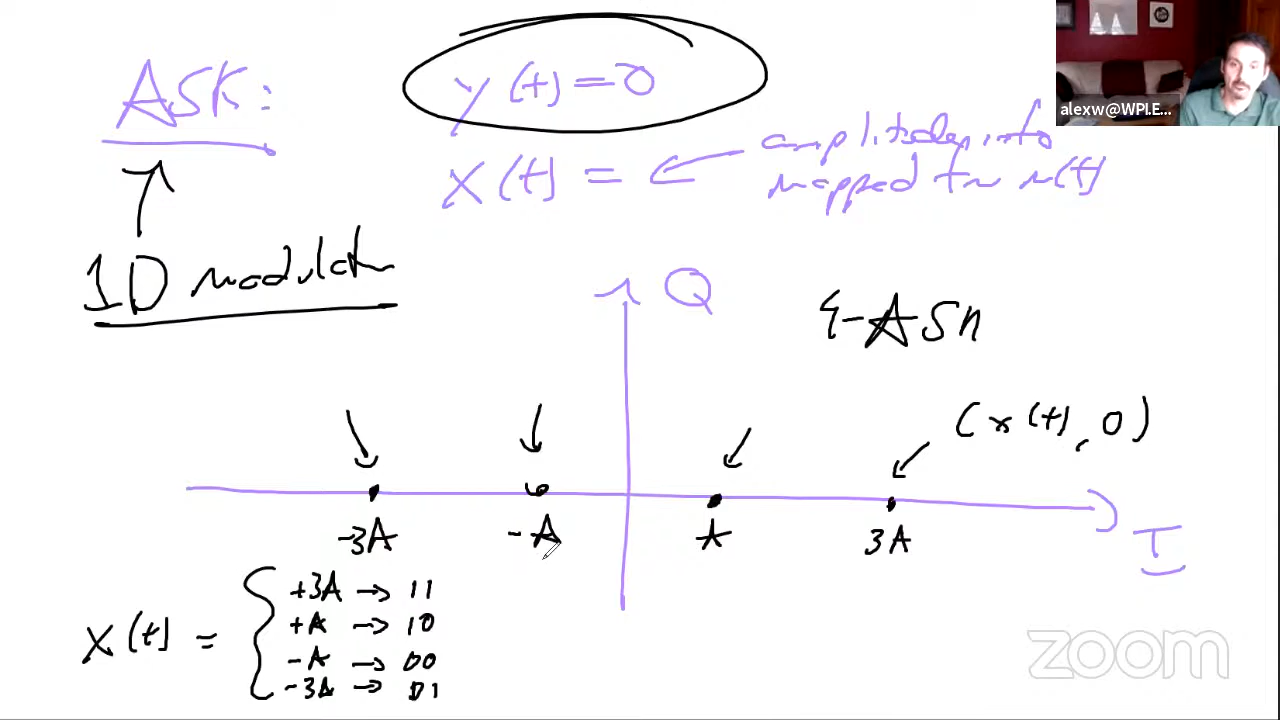 ASK:
y(t) = 0
alexw@WPI.E...
x(t) = ← amplitudes info
mapped to
1D modulation
Q
4-ASK
(x(t), 0)
-3A -A A 3A
I
x(t) = { +3A → 11
+A → 10
-A → 00
-3A → 01
zoom